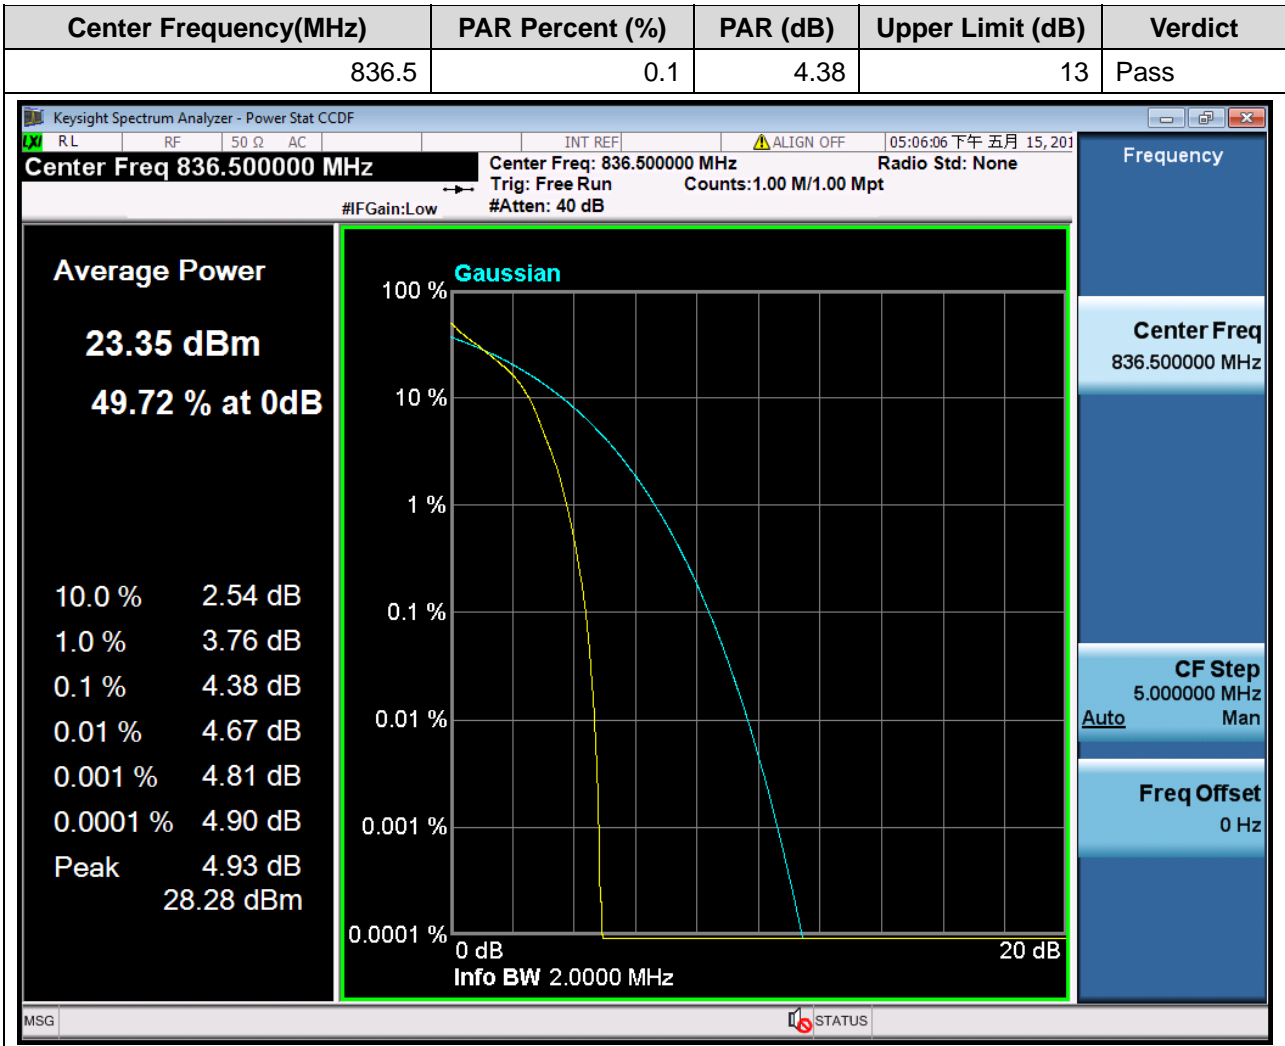 Center Frequency(MHz) PAR Percent (%) PAR (dB) Upper Limit (dB) Verdict
836.5 0.1 4.38 13 Pass
Keysight Spectrum Analyzer - Power Stat CCDF
LXI RL RF 50 Ω AC INT REF ALIGN OFF 05:06:06 下午 五月 15, 201
Center Freq 836.500000 MHz
Center Freq: 836.500000 MHz Radio Std: None
Trig: Free Run Counts:1.00 M/1.00 Mpt
#IFGain:Low #Atten: 40 dB
Average Power
23.35 dBm
49.72 % at 0dB
10.0 % 2.54 dB
1.0 % 3.76 dB
0.1 % 4.38 dB
0.01 % 4.67 dB
0.001 % 4.81 dB
0.0001 % 4.90 dB
Peak 4.93 dB
28.28 dBm
Gaussian
100 %
10 %
1 %
0.1 %
0.01 %
0.001 %
0.0001 %
0 dB 20 dB
Info BW 2.0000 MHz
Frequency
Center Freq
836.500000 MHz
CF Step
5.000000 MHz
Auto Man
Freq Offset
0 Hz
MSG STATUS